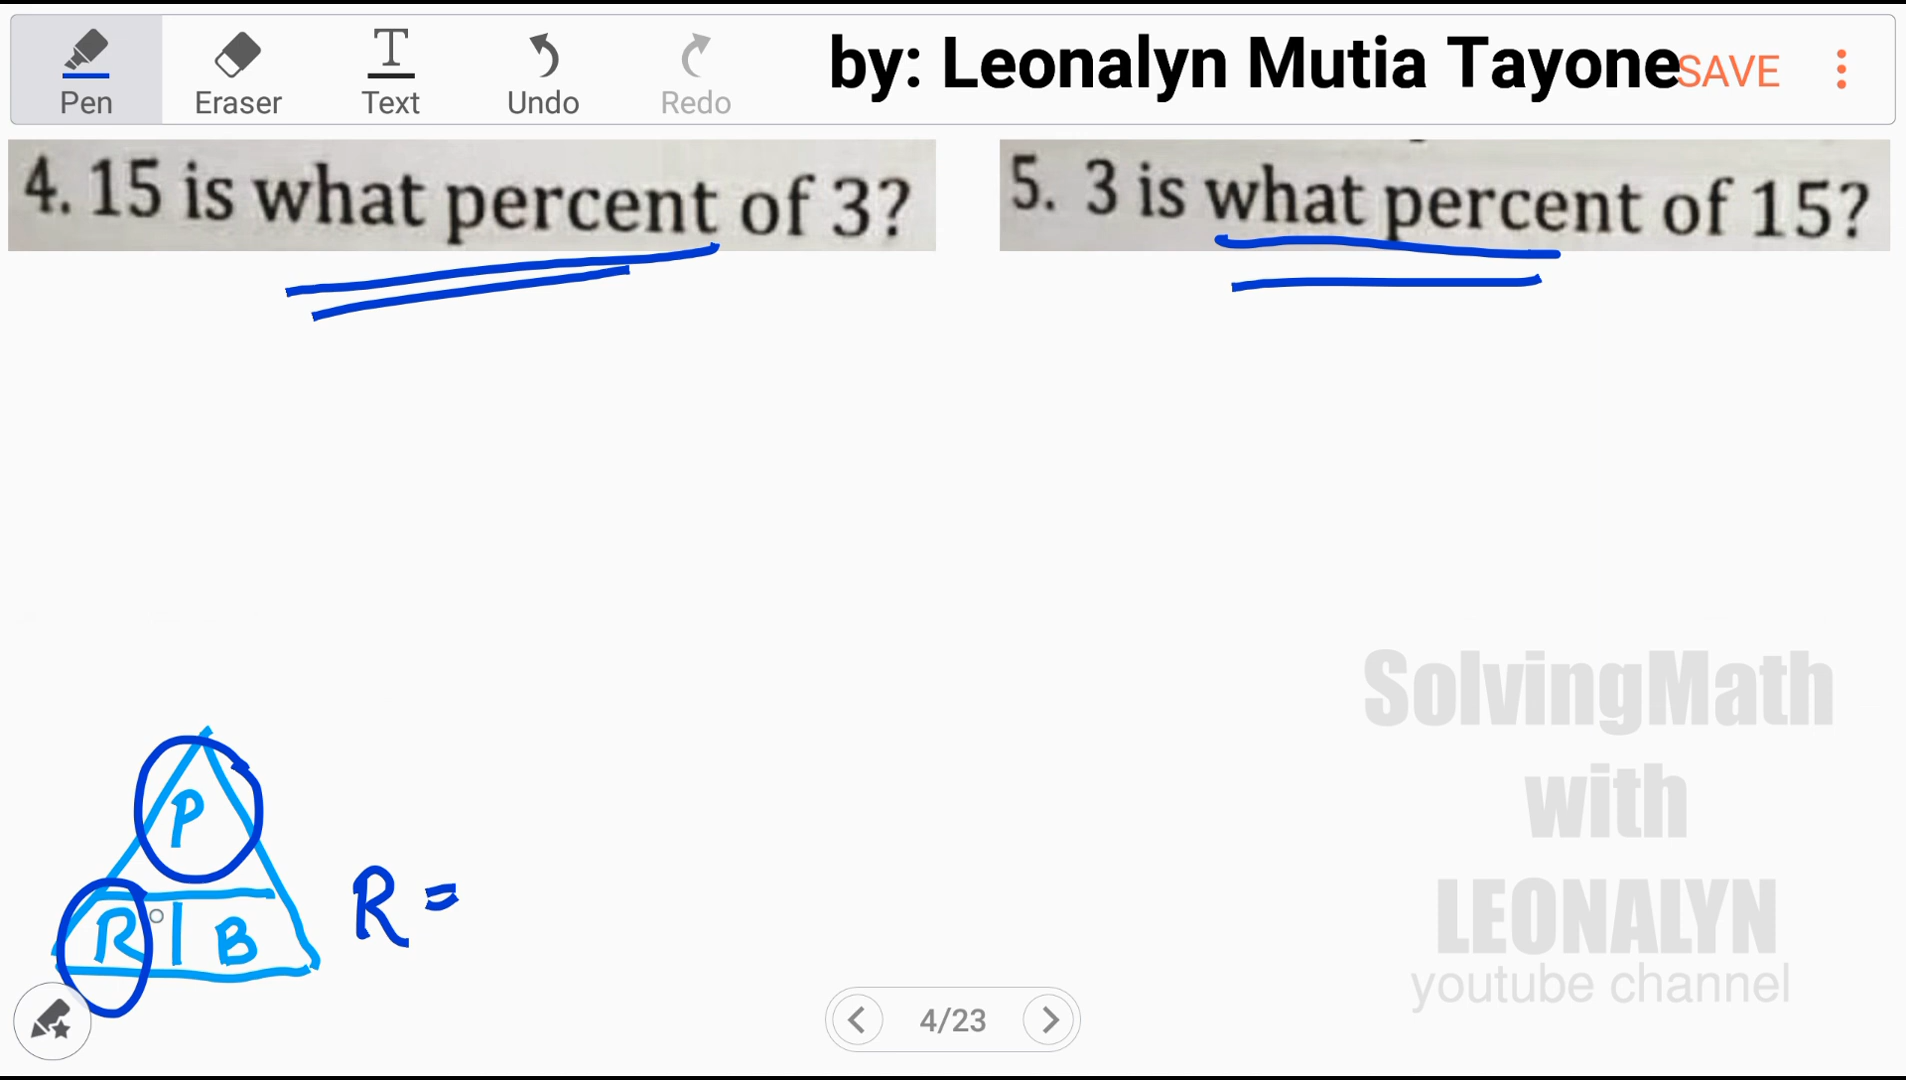 Pen
Eraser
Text
Undo
Redo
by: Leonalyn Mutia Tayone
SAVE
4. 15 is what percent of 3?
5. 3 is what percent of 15?
P
R B
R =
SolvingMath
with
LEONALYN
youtube channel
4/23